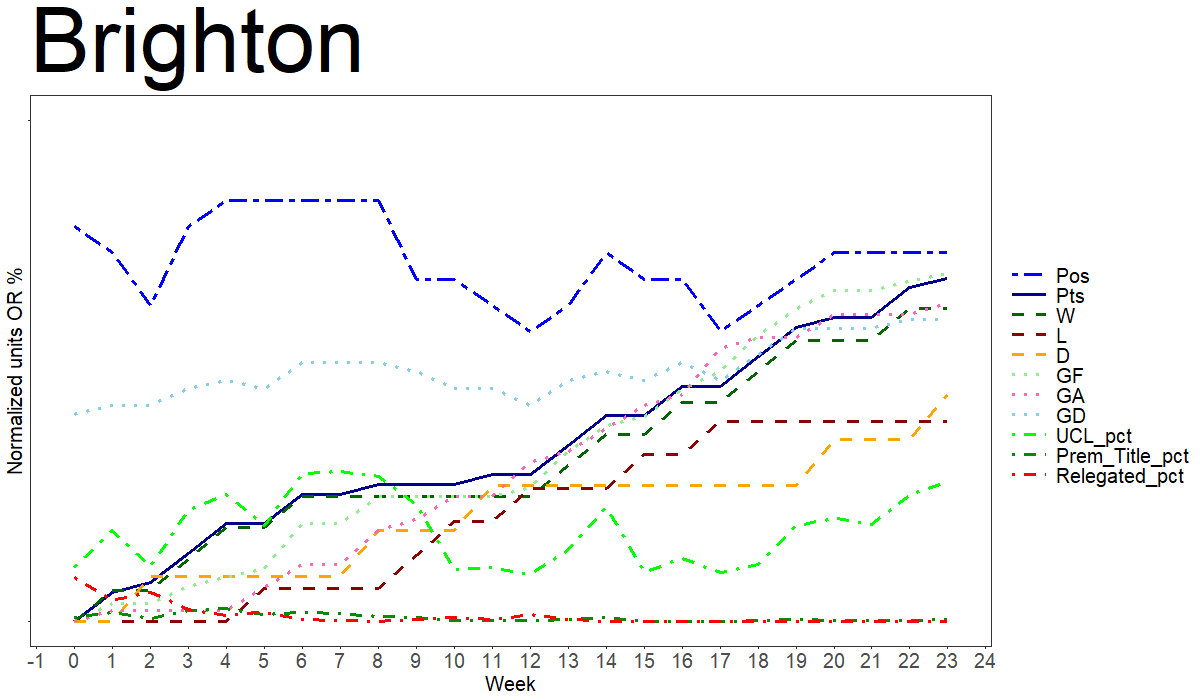 Brighton
Normalized units OR %
Pos
Pts
W
L
D
GF
GA
GD
UCL_pct
Prem_Title_pct
Relegated_pct
-1 0 1 2 3 4 5 6 7 8 9 10 11 12 13 14 15 16 17 18 19 20 21 22 23 24
Week